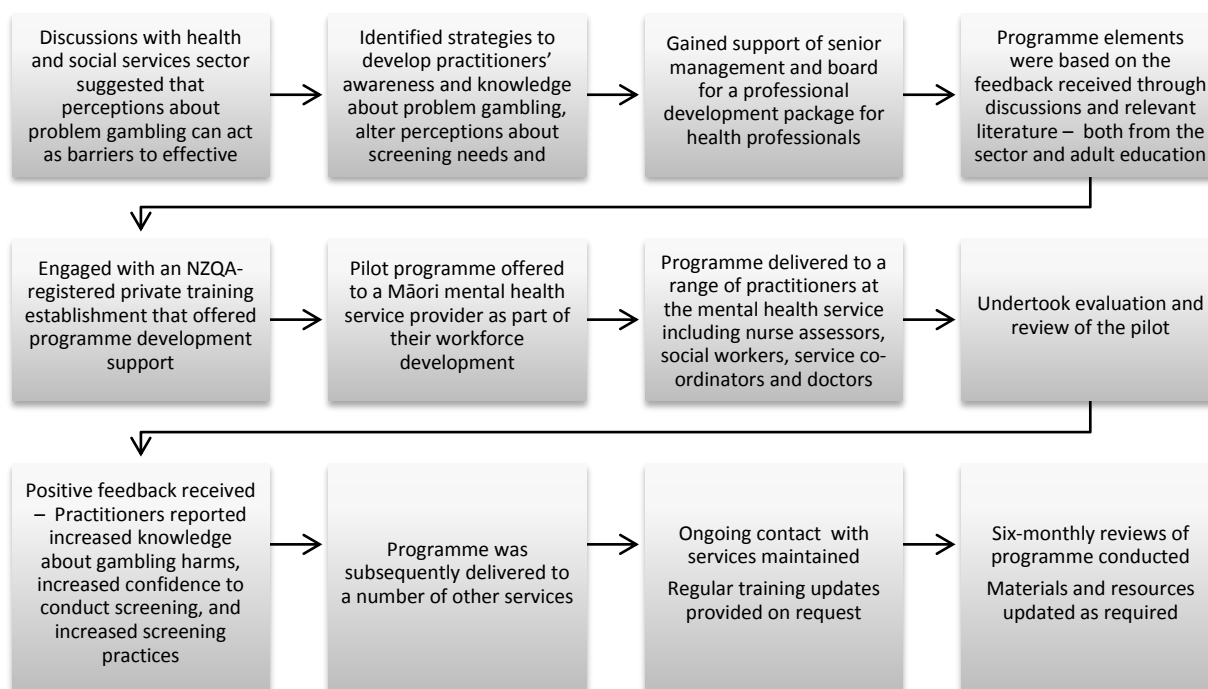 Discussions with health
and social services sector
suggested that
perceptions about
problem gambling can act
as barriers to effective
Identified strategies to
develop practitioners'
awareness and knowledge
about problem gambling,
alter perceptions about
screening needs and
Gained support of senior
management and board
for a professional
development package for
health professionals
Programme elements
were based on the
feedback received through
discussions and relevant
literature – both from the
sector and adult education
Engaged with an NZQA-
registered private training
establishment that offered
programme development
support
Pilot programme offered
to a Māori mental health
service provider as part of
their workforce
development
Programme delivered to a
range of practitioners at
the mental health service
including nurse assessors,
social workers, service co-
ordinators and doctors
Undertook evaluation and
review of the pilot
Positive feedback received
– Practitioners reported
increased knowledge
about gambling harms,
increased confidence to
conduct screening, and
increased screening
practices
Programme was
subsequently delivered to
a number of other services
Ongoing contact with
services maintained
Regular training updates
provided on request
Six-monthly reviews of
programme conducted
Materials and resources
updated as required